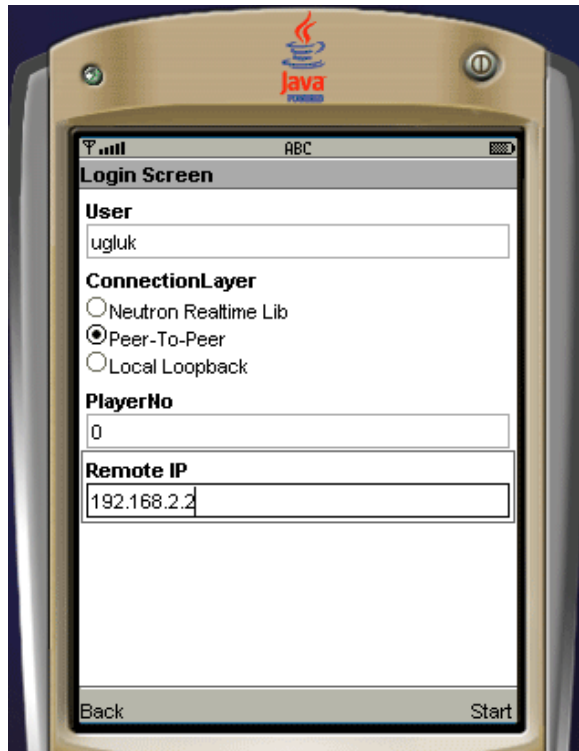 Java
POWERED
ABC
Login Screen
User
ugluk
ConnectionLayer
Neutron Realtime Lib
Peer-To-Peer
Local Loopback
PlayerNo
0
Remote IP
192.168.2.2
Back Start